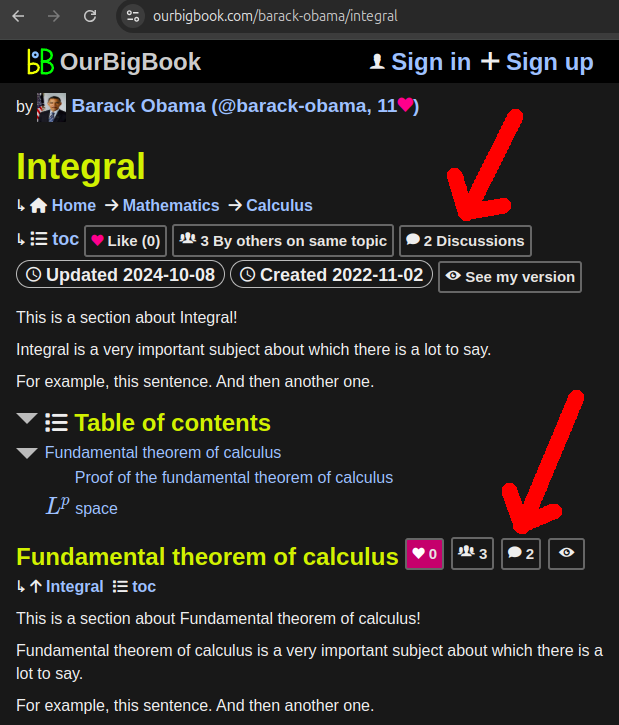 ourbigbook.com/barack-obama/integral
OurBigBook Sign in Sign up
by Barack Obama (@barack-obama, 11)
Integral
Home → Mathematics → Calculus
toc Like (0) 3 By others on same topic 2 Discussions
Updated 2024-10-08 Created 2022-11-02 See my version
This is a section about Integral!
Integral is a very important subject about which there is a lot to say.
For example, this sentence. And then another one.
Table of contents
Fundamental theorem of calculus
Proof of the fundamental theorem of calculus
Lᵖ space
Fundamental theorem of calculus 0 3 2
↑ Integral toc
This is a section about Fundamental theorem of calculus!
Fundamental theorem of calculus is a very important subject about which there is a
lot to say.
For example, this sentence. And then another one.